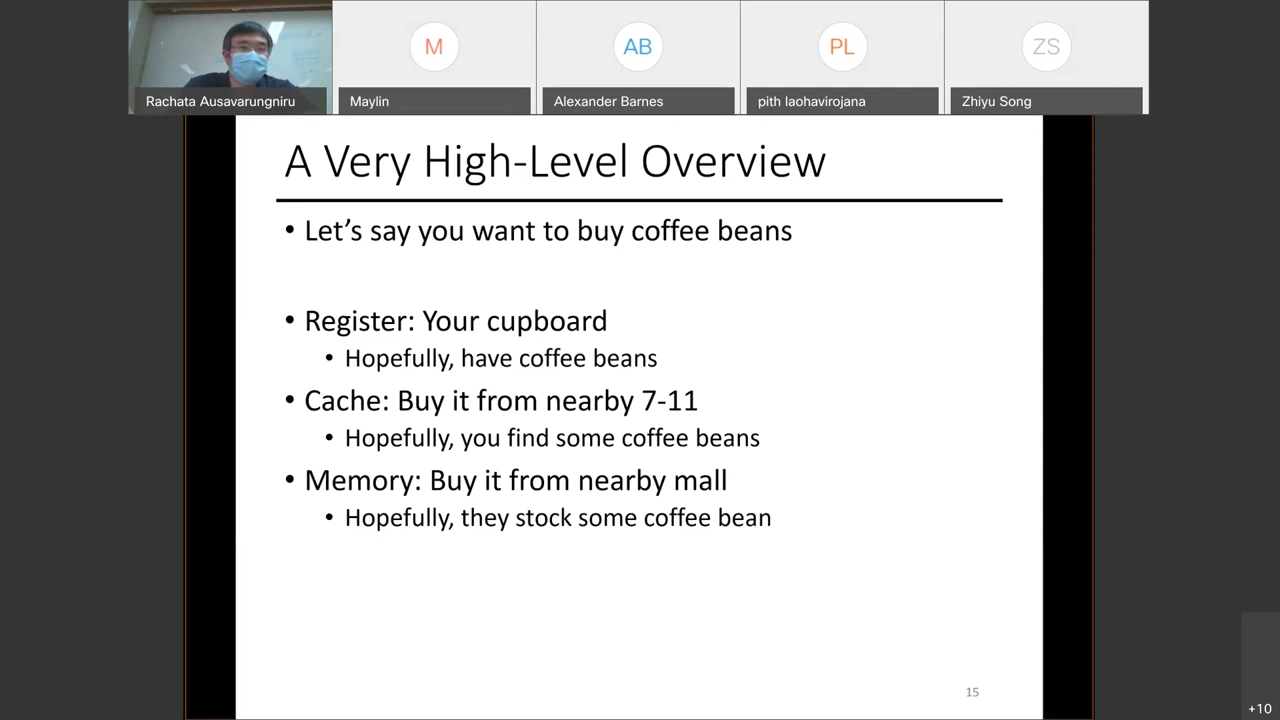 M
AB
PL
ZS
Rachata Ausavarungniru
Maylin
Alexander Barnes
pith laohavirojana
Zhiyu Song
A Very High-Level Overview
• Let's say you want to buy coffee beans
• Register: Your cupboard
• Hopefully, have coffee beans
• Cache: Buy it from nearby 7-11
• Hopefully, you find some coffee beans
• Memory: Buy it from nearby mall
• Hopefully, they stock some coffee bean
15
+10